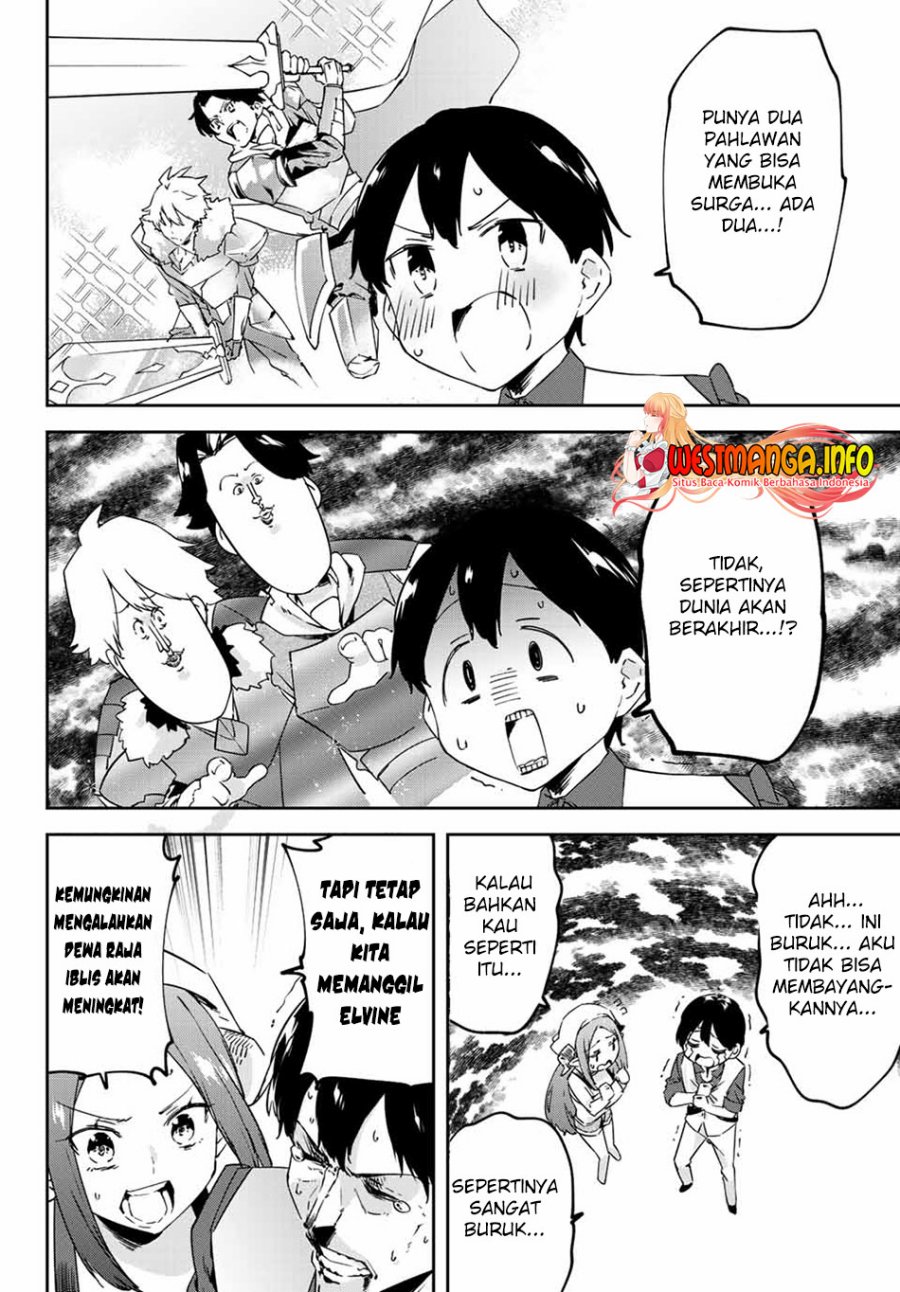 PUNYA DUA
PAHLAWAN
YANG BISA
MEMBUKA
SURGA... ADA
DUA...!
WESTMANGA.INFO
Situs Baca Komik Berbahasa Indonesia
TIDAK,
SEPERTINYA
DUNIA AKAN
BERAKHIR...!?
AHH...
TIDAK... INI
BURUK... AKU
TIDAK BISA
MEMBAYANG-
KANNYA...
KALAU
BAHKAN
KAU
SEPERTI
ITU...
SEPERTINYA
SANGAT
BURUK...
TAPI TETAP
SAJA, KALAU
KITA
MEMANGGIL
ELVINE
KEMUNGKINAN
MENGALAHKAN
DEWA RAJA
IBLIS AKAN
MENINGKAT!